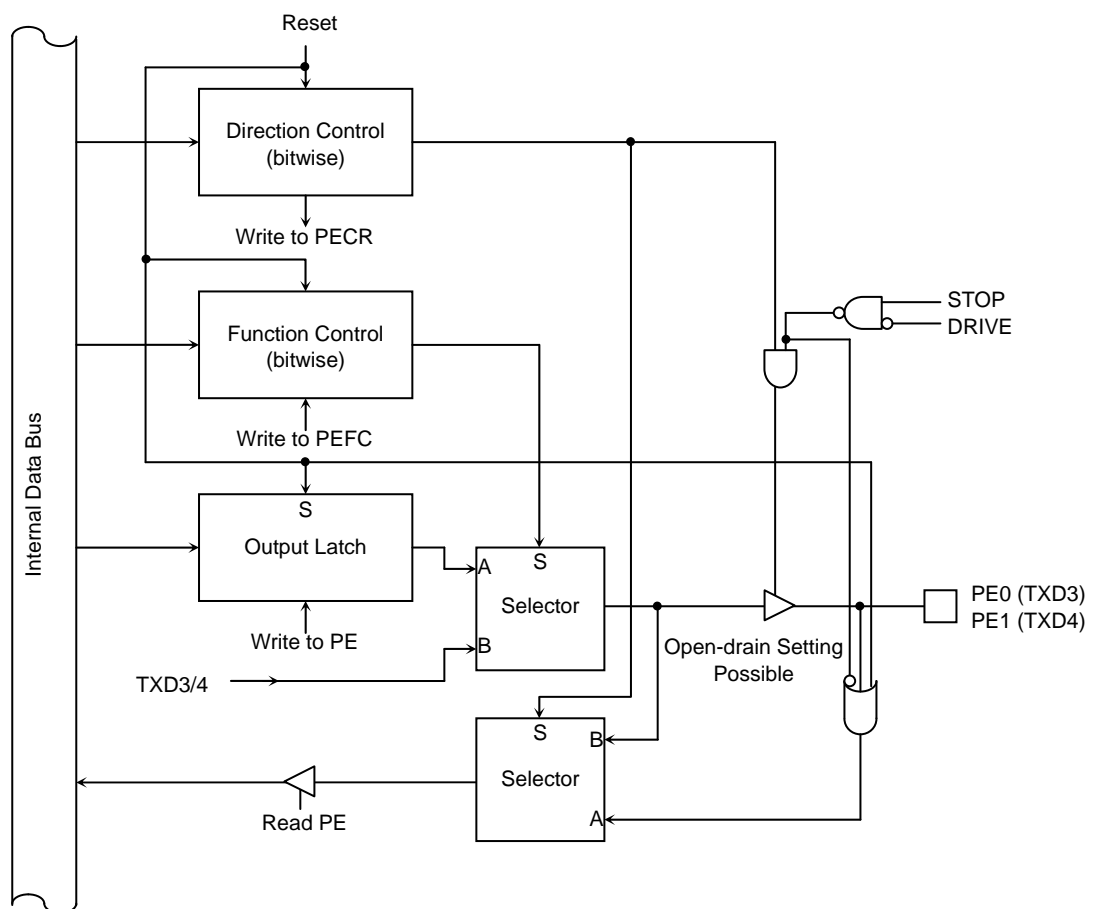 Reset
Direction Control
(bitwise)
Write to PECR
Function Control
(bitwise)
STOP
DRIVE
Write to PEFC
Internal Data Bus
S
Output Latch
A
S
Selector
B
Write to PE
TXD3/4
PE0 (TXD3)
PE1 (TXD4)
Open-drain Setting
Possible
S
B
Selector
A
Read PE